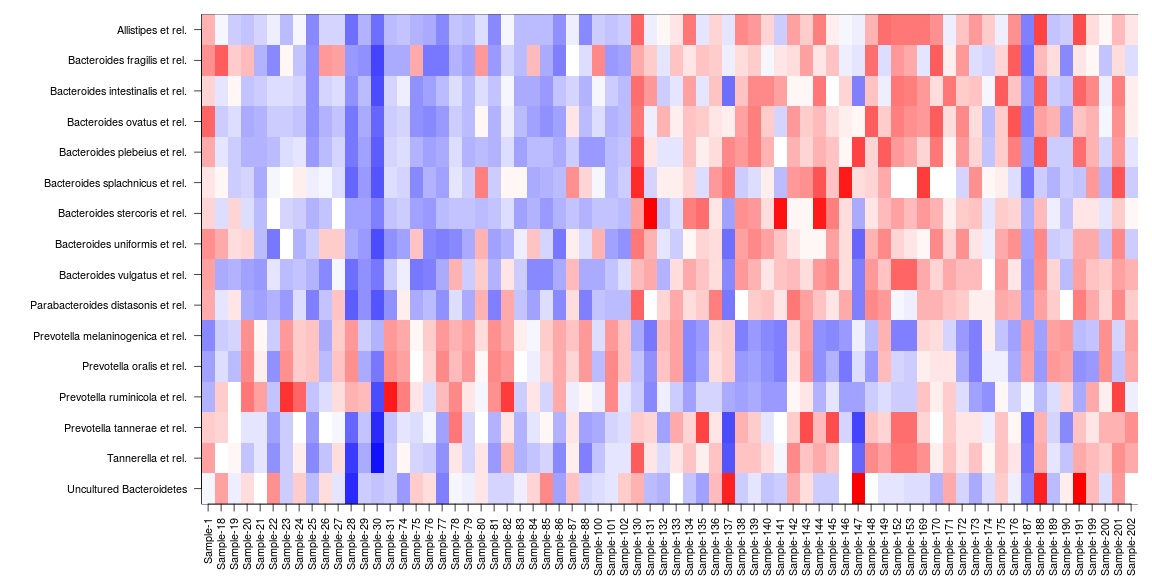 Allistipes et rel.
Bacteroides fragilis et rel.
Bacteroides intestinalis et rel.
Bacteroides ovatus et rel.
Bacteroides plebeius et rel.
Bacteroides splachnicus et rel.
Bacteroides stercoris et rel.
Bacteroides uniformis et rel.
Bacteroides vulgatus et rel.
Parabacteroides distasonis et rel.
Prevotella melaninogenica et rel.
Prevotella oralis et rel.
Prevotella ruminicola et rel.
Prevotella tannerae et rel.
Tannerella et rel.
Uncultured Bacteroidetes
Sample-1
Sample-18
Sample-19
Sample-20
Sample-21
Sample-22
Sample-23
Sample-24
Sample-25
Sample-26
Sample-27
Sample-28
Sample-29
Sample-30
Sample-31
Sample-74
Sample-75
Sample-76
Sample-77
Sample-78
Sample-79
Sample-80
Sample-81
Sample-82
Sample-83
Sample-84
Sample-85
Sample-86
Sample-87
Sample-88
Sample-100
Sample-101
Sample-102
Sample-130
Sample-131
Sample-132
Sample-133
Sample-134
Sample-135
Sample-136
Sample-137
Sample-138
Sample-139
Sample-140
Sample-141
Sample-142
Sample-143
Sample-144
Sample-145
Sample-146
Sample-147
Sample-148
Sample-149
Sample-152
Sample-153
Sample-169
Sample-170
Sample-171
Sample-172
Sample-173
Sample-174
Sample-175
Sample-176
Sample-187
Sample-188
Sample-189
Sample-190
Sample-191
Sample-199
Sample-200
Sample-201
Sample-202